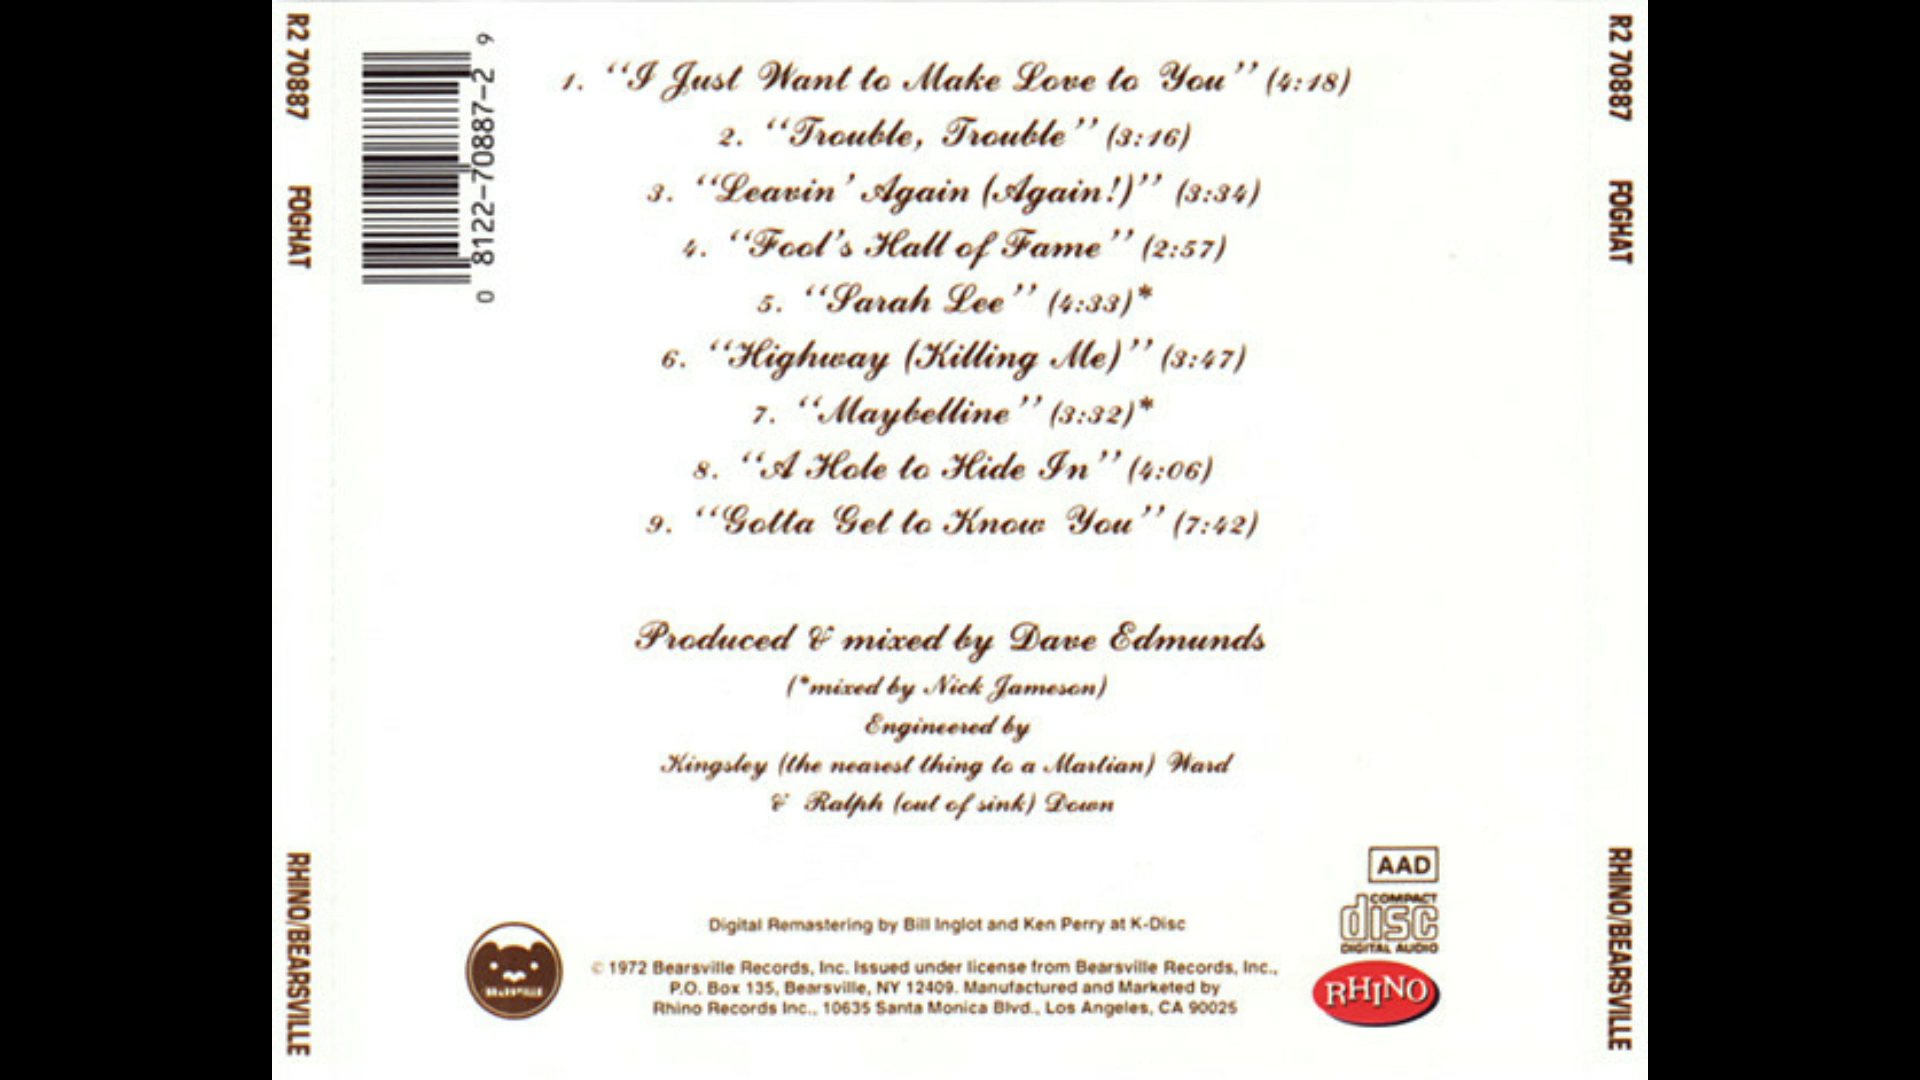 R2 70887 FOGHAT RHINO/BEARSVILLE
0 8122-70887-2 9
1. “I Just Want to Make Love to You” (4:18)
2. “Trouble, Trouble” (3:16)
3. “Leavin’ Again (Again!)” (3:34)
4. “Fool’s Hall of Fame” (2:57)
5. “Sarah Lee” (4:33)*
6. “Highway (Killing Me)” (3:47)
7. “Maybelline” (3:32)*
8. “A Hole to Hide In” (4:06)
9. “Gotta Get to Know You” (7:42)
Produced & mixed by Dave Edmunds
(*mixed by Nick Jameson)
Engineered by
Kingsley (the nearest thing to a Martian) Ward
& Ralph (out of sink) Down
AAD
COMPACT
disc
DIGITAL AUDIO
Digital Remastering by Bill Inglot and Ken Perry at K-Disc
BEARSVILLE
© 1972 Bearsville Records, Inc. Issued under license from Bearsville Records, Inc.,
P.O. Box 135, Bearsville, NY 12409. Manufactured and Marketed by
Rhino Records Inc., 10635 Santa Monica Blvd., Los Angeles, CA 90025
RHINO
R2 70887 FOGHAT RHINO/BEARSVILLE